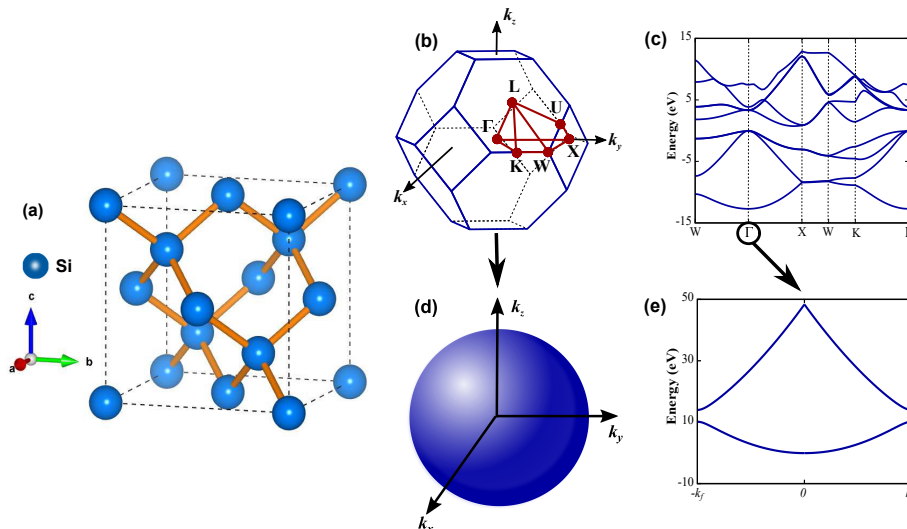 (a)
Si
c
b
a
(b)
k_z
L
U
Γ
k_y
X
K
W
k_x
(c)
Energy (eV)
15
5
-5
-15
W
Γ
X
W
K
(d)
k_z
k_y
k_x
(e)
Energy (eV)
50
30
10
-10
-k_f
0